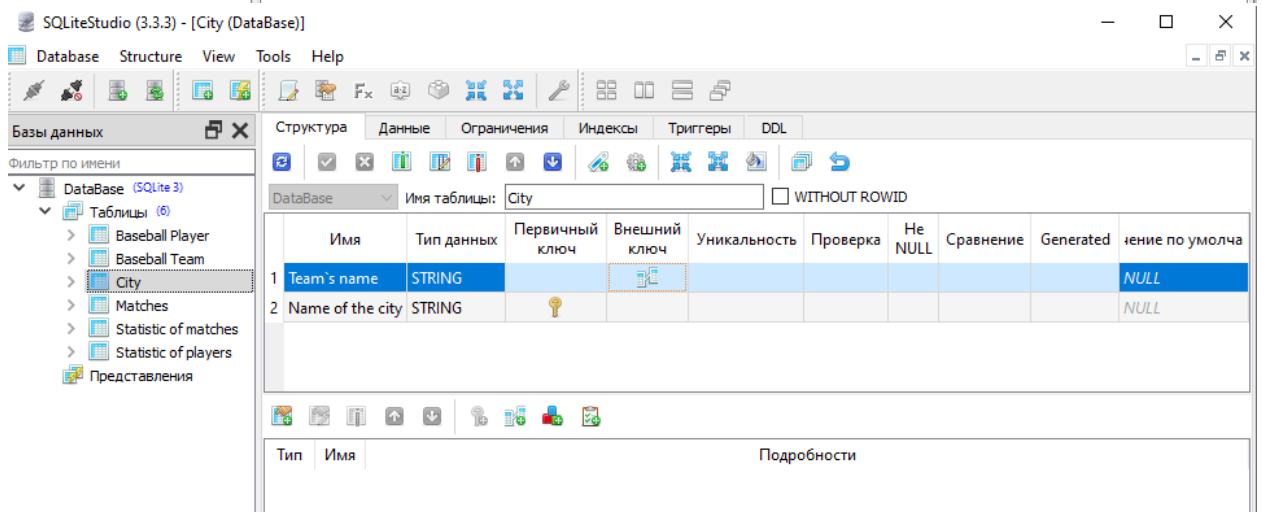 SQLiteStudio (3.3.3) - [City (DataBase)]
Database Structure View Tools Help
Базы данных
Фильтр по имени
DataBase (SQLite 3)
Таблицы (6)
Baseball Player
Baseball Team
City
Matches
Statistic of matches
Statistic of players
Представления
Структура Данные Ограничения Индексы Триггеры DDL
DataBase Имя таблицы: City WITHOUT ROWID
Имя Тип данных Первичный ключ Внешний ключ Уникальность Проверка Не NULL Сравнение Generated чение по умолча
1 Team`s name STRING NULL
2 Name of the city STRING NULL
Тип Имя Подробности